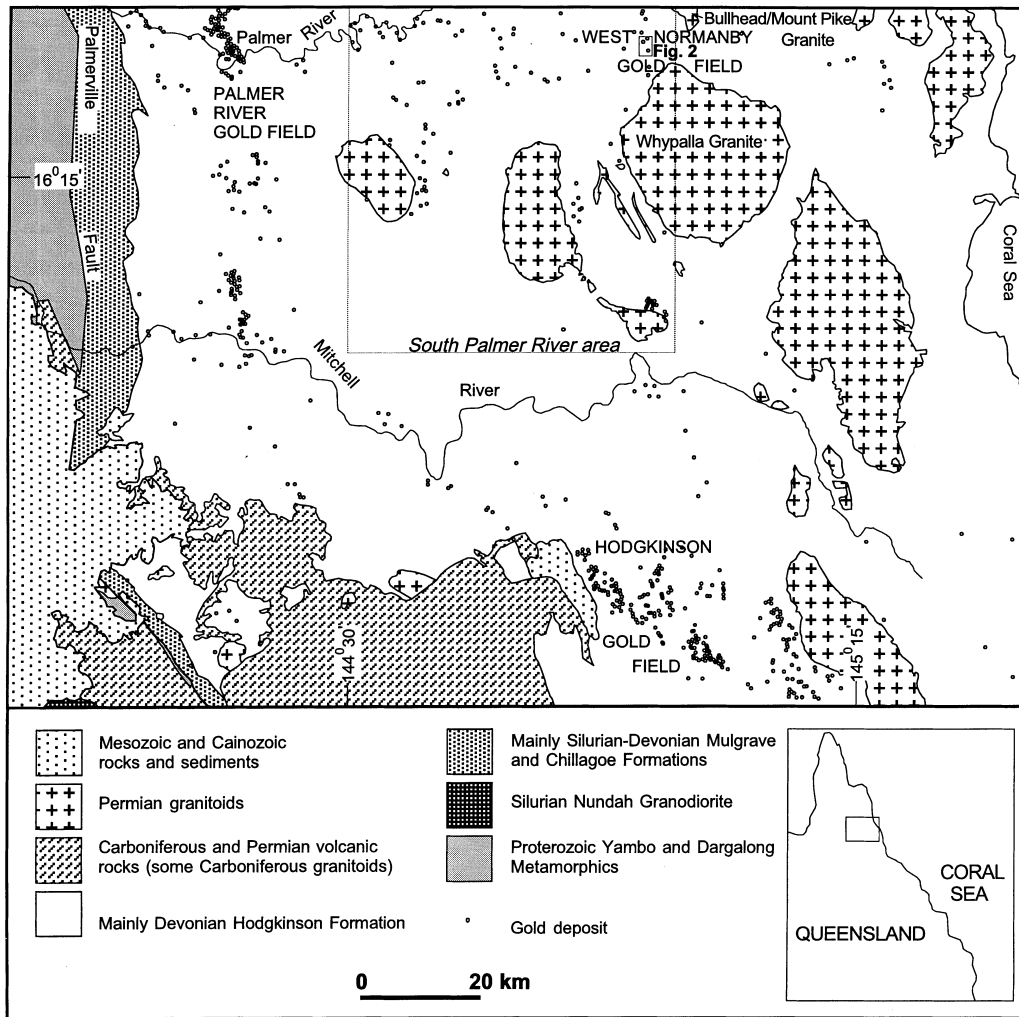 Bullhead/Mount Pike
Granite
Palmer
River
WEST NORMANBY
Fig. 2
GOLD FIELD
Palmerville
Fault
PALMER
RIVER
GOLD FIELD
Whypalla Granite
16°15'
Coral Sea
South Palmer River area
Mitchell
River
HODGKINSON
GOLD
FIELD
144°30"
145°15'
Mesozoic and Cainozoic
rocks and sediments
Permian granitoids
Carboniferous and Permian volcanic
rocks (some Carboniferous granitoids)
Mainly Devonian Hodgkinson Formation
Mainly Silurian-Devonian Mulgrave
and Chillagoe Formations
Silurian Nundah Granodiorite
Proterozoic Yambo and Dargalong
Metamorphics
Gold deposit
CORAL
SEA
QUEENSLAND
0 20 km